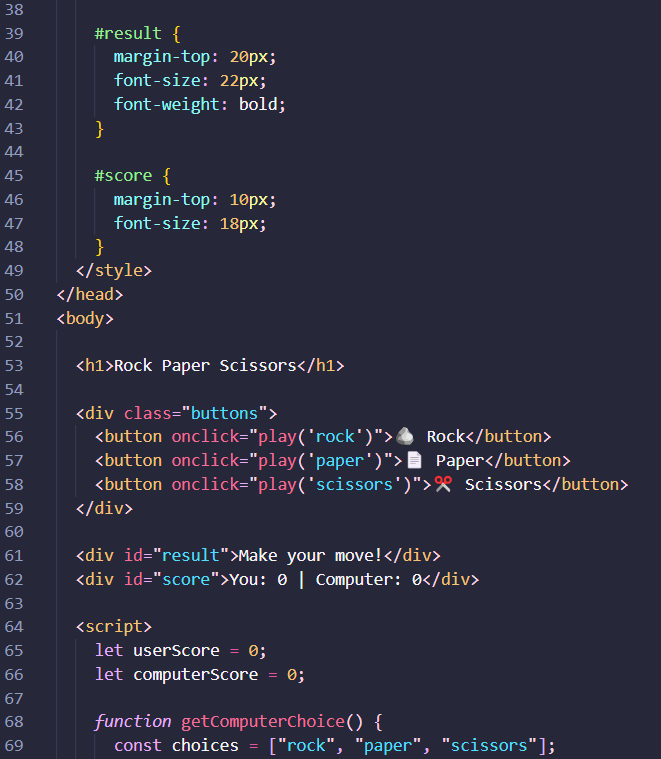 38
39 #result {
40 margin-top: 20px;
41 font-size: 22px;
42 font-weight: bold;
43 }
44
45 #score {
46 margin-top: 10px;
47 font-size: 18px;
48 }
49 </style>
50 </head>
51 <body>
52
53 <h1>Rock Paper Scissors</h1>
54
55 <div class="buttons">
56 <button onclick="play('rock')">🪨 Rock</button>
57 <button onclick="play('paper')">📄 Paper</button>
58 <button onclick="play('scissors')">✂️ Scissors</button>
59 </div>
60
61 <div id="result">Make your move!</div>
62 <div id="score">You: 0 | Computer: 0</div>
63
64 <script>
65 let userScore = 0;
66 let computerScore = 0;
67
68 function getComputerChoice() {
69 const choices = ["rock", "paper", "scissors"];